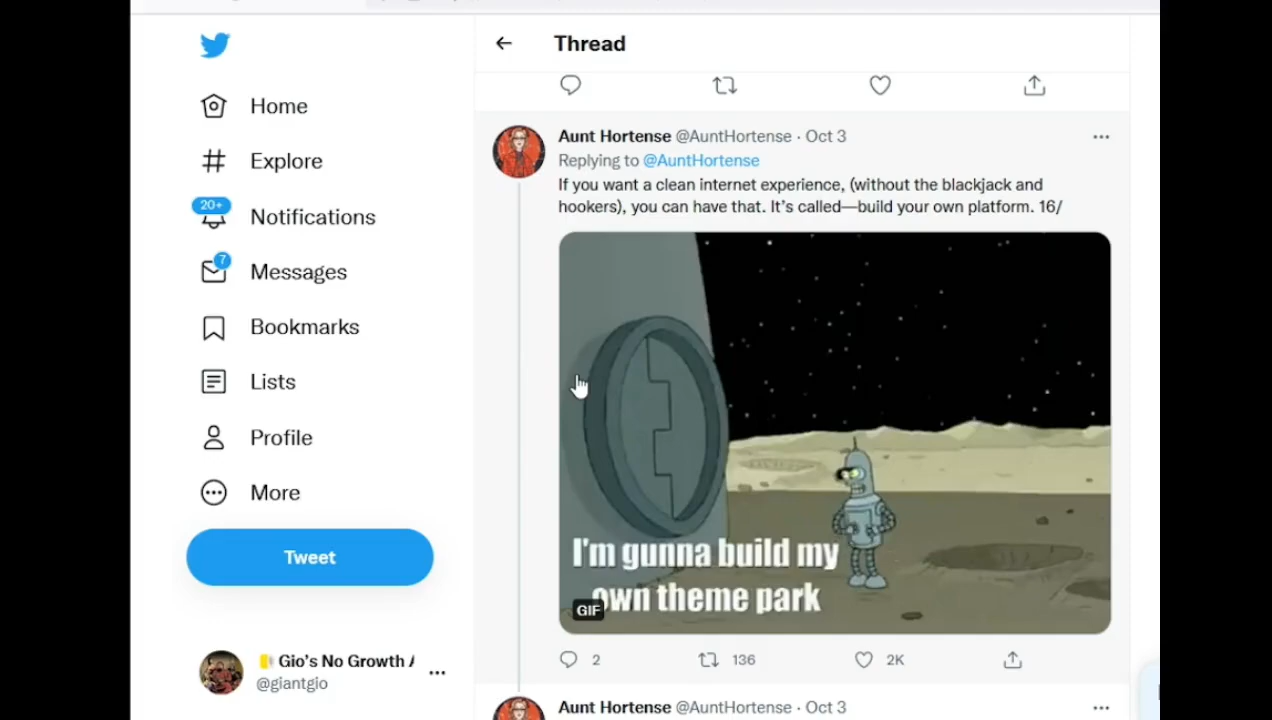 Thread
Home
Explore
20+
Notifications
7
Messages
Bookmarks
Lists
Profile
More
Tweet
Gio's No Growth
@giantgio
Aunt Hortense @AuntHortense · Oct 3
Replying to @AuntHortense
If you want a clean internet experience, (without the blackjack and
hookers), you can have that. It's called—build your own platform. 16/
I'm gunna build my
own theme park
GIF
2
136
2K
Aunt Hortense @AuntHortense · Oct 3